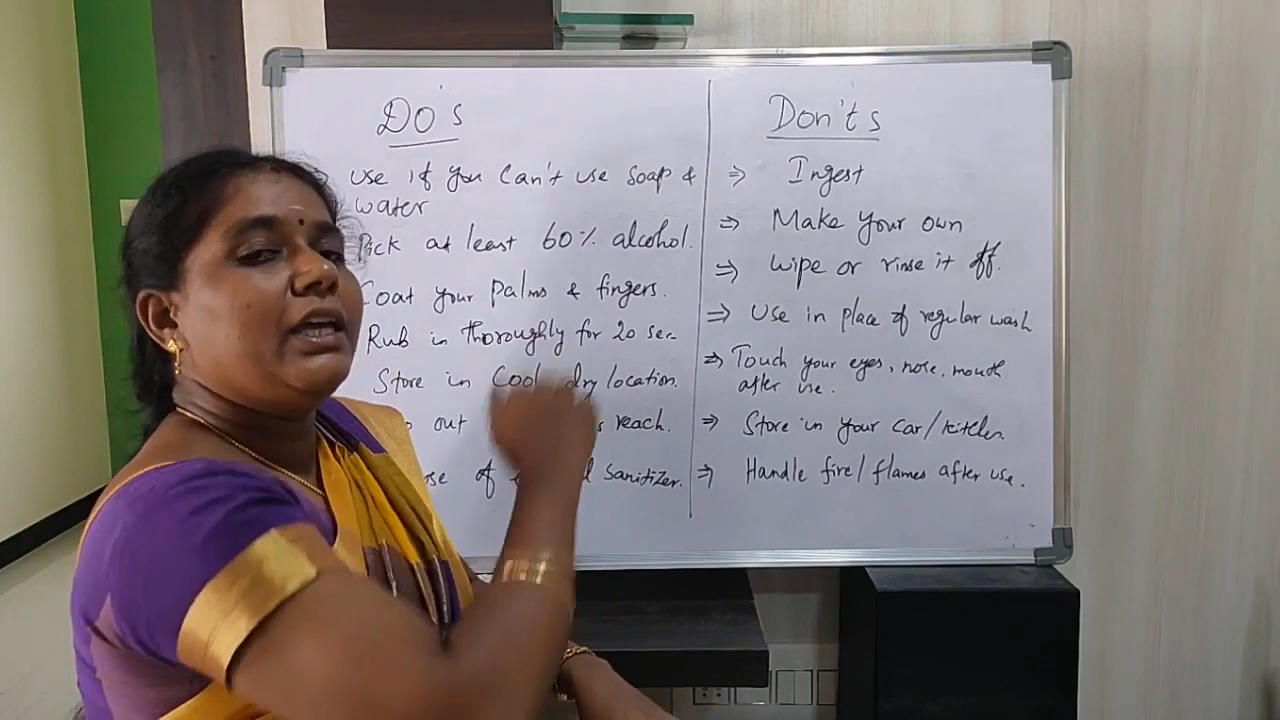 Do's
Use if you can't use soap &
water
Pick at least 60% alcohol.
Coat your palms & fingers.
Rub in thoroughly for 20 sec.
Store in cool dry location.
out reach.
of sanitizer.
Don'ts
⇒ Ingest
⇒ Make your own
⇒ Wipe or rinse it off.
⇒ Use in place of regular wash
⇒ Touch your eyes, nose, mouth
after use.
⇒ Store in your car/kitchen.
⇒ Handle fire/flames after use.